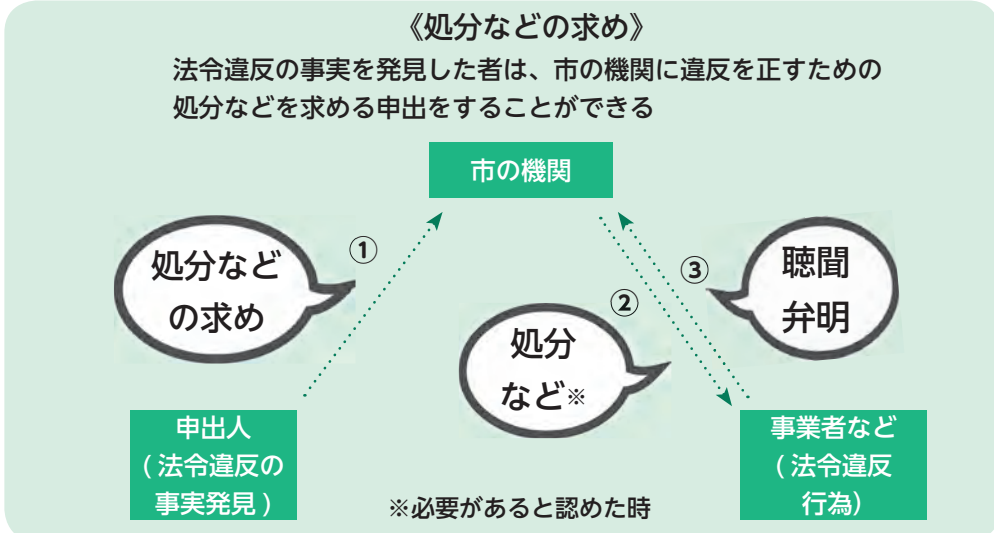 《処分などの求め》
法令違反の事実を発見した者は、市の機関に違反を正すための
処分などを求める申出をすることができる
市の機関
処分など
の求め
①
②
③
聴聞
弁明
処分
など※
申出人
(法令違反の
事実発見)
事業者など
(法令違反
行為)
※必要があると認めた時